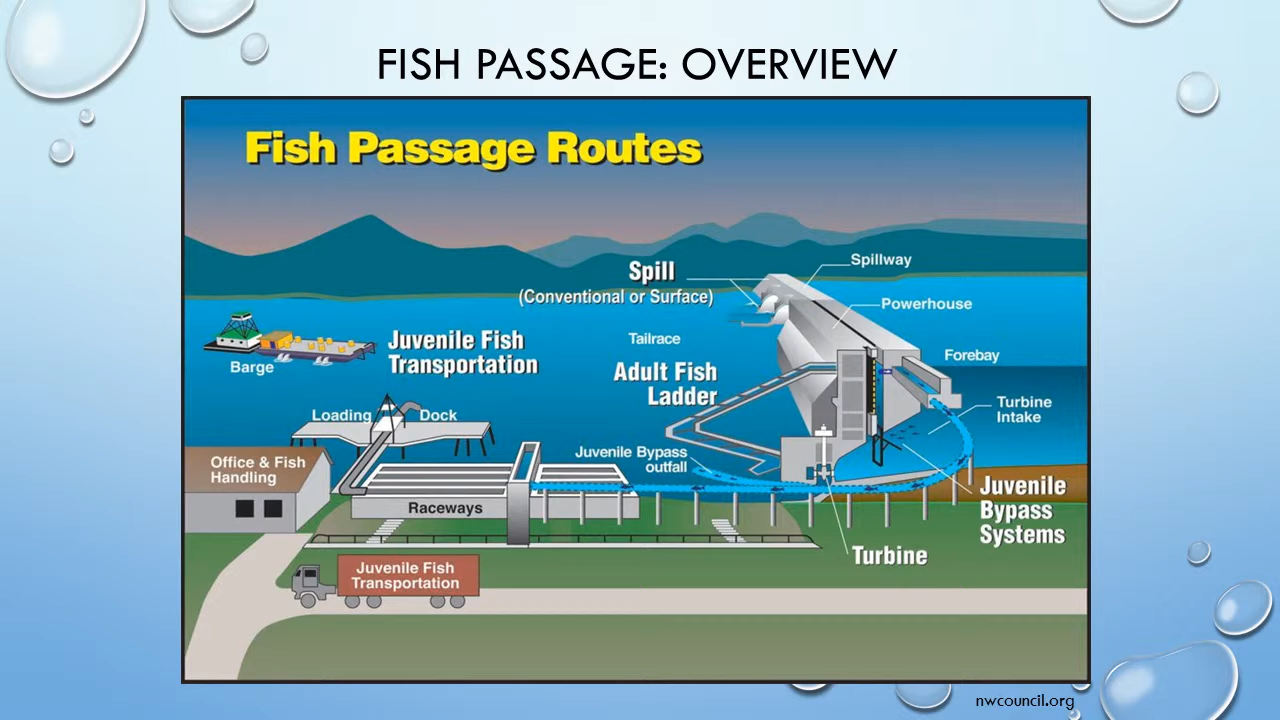 FISH PASSAGE: OVERVIEW
Fish Passage Routes
Spill
(Conventional or Surface)
Spillway
Powerhouse
Tailrace
Forebay
Juvenile Fish
Transportation
Barge
Adult Fish
Ladder
Turbine
Intake
Loading
Dock
Juvenile Bypass
outfall
Office & Fish
Handling
Raceways
Juvenile
Bypass
Systems
Turbine
Juvenile Fish
Transportation
nwcouncil.org